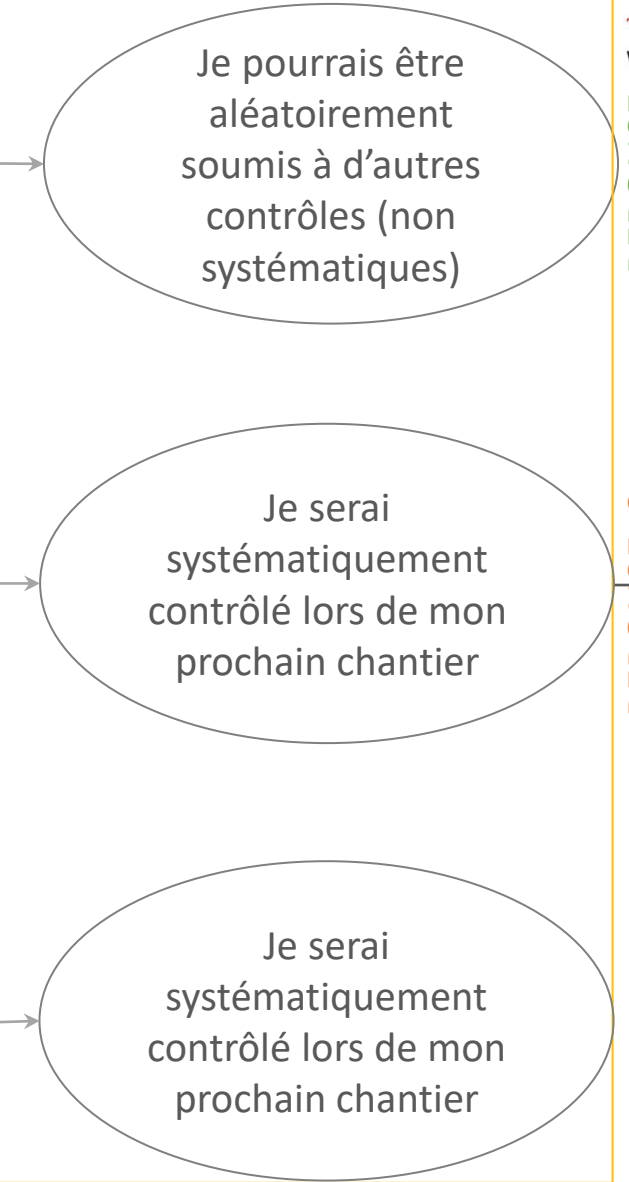 Je pourrais être
aléatoirement
soumis à d’autres
contrôles (non
systématiques)
Je serai
systématiquement
contrôlé lors de mon
prochain chantier
Je serai
systématiquement
contrôlé lors de mon
prochain chantier